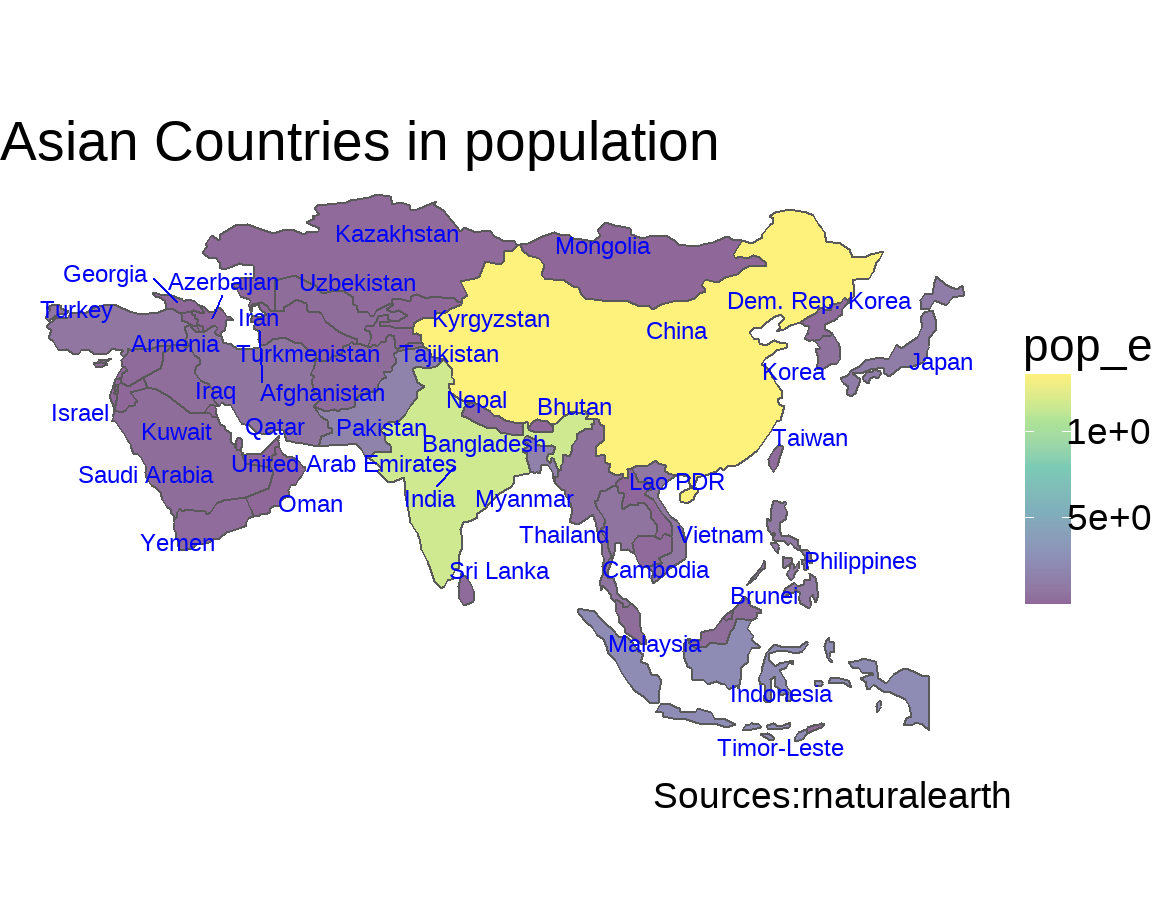 Asian Countries in population
Kazakhstan
Mongolia
Georgia
Azerbaijan
Uzbekistan
Turkey
Iran
Kyrgyzstan
Dem. Rep. Korea
China
Armenia
Turkmenistan
Tajikistan
Korea
Japan
Iraq
Afghanistan
Nepal
Bhutan
Israel
Kuwait
Qatar
Pakistan
Bangladesh
Taiwan
Saudi Arabia
United Arab Emirates
Lao PDR
Oman
India
Myanmar
Yemen
Thailand
Vietnam
Sri Lanka
Cambodia
Philippines
Brunei
Malaysia
Indonesia
Timor-Leste
pop_e
1e+0
5e+0
Sources:rnaturalearth